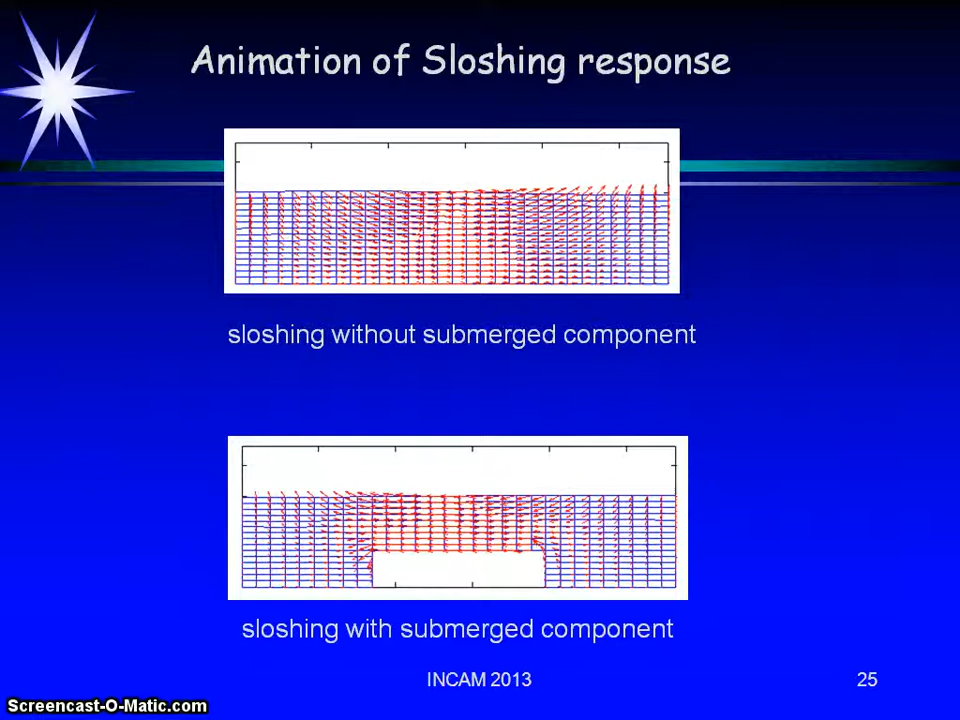 Animation of Sloshing response
sloshing without submerged component
sloshing with submerged component
INCAM 2013
25
Screencast-O-Matic.com